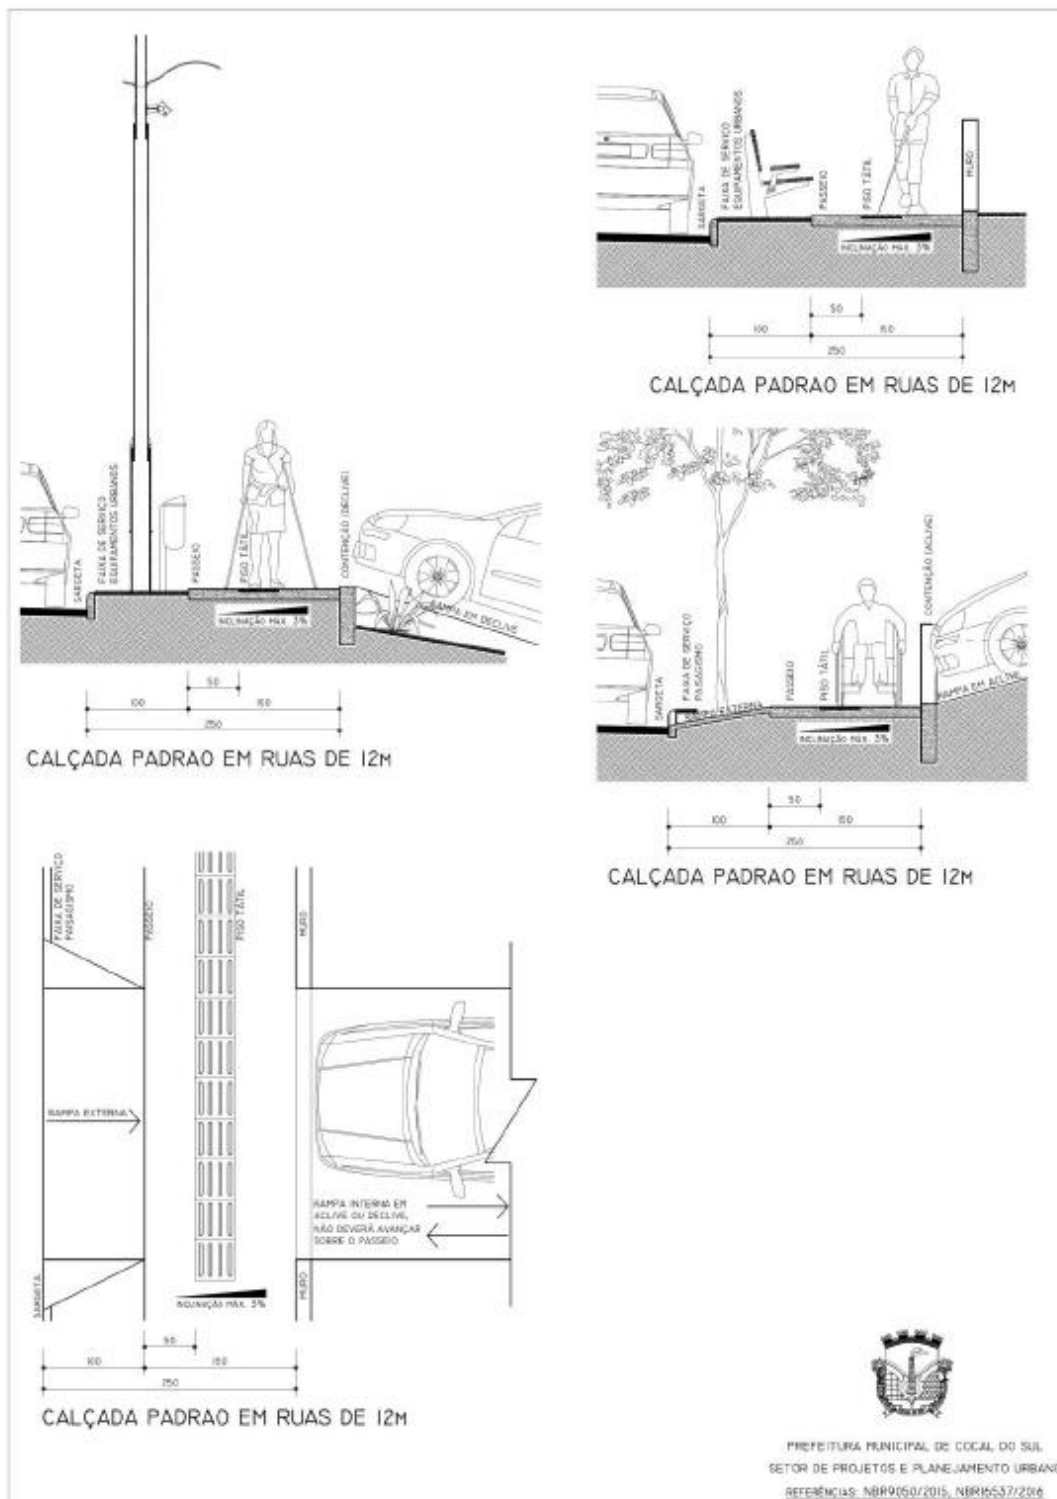 SARGETA
FAIXA DE SERVIÇO
EQUIPAMENTOS URBANOS
PASSEIO
PISO TÁTIL
CONTENÇÃO (DECLIVE)
RAMPA EM DECLIVE
INCLINAÇÃO MÁX. 3%
50
100
150
250
CALÇADA PADRAO EM RUAS DE 12M
SARGETA
FAIXA DE SERVIÇO
EQUIPAMENTOS URBANOS
PASSEIO
PISO TÁTIL
MURO
INCLINAÇÃO MÁX. 3%
50
100
150
250
CALÇADA PADRAO EM RUAS DE 12M
SARGETA
FAIXA DE SERVIÇO
PAISAGISMO
RAMPA EXTERNA
PASSEIO
PISO TÁTIL
CONTENÇÃO (ACLIVE)
RAMPA EM ACLIVE
INCLINAÇÃO MÁX. 3%
50
100
150
250
CALÇADA PADRAO EM RUAS DE 12M
FAIXA DE SERVIÇO
PAISAGISMO
PASSEIO
PISO TÁTIL
MURO
RAMPA EXTERNA
RAMPA INTERNA EM
ACLIVE OU DECLIVE,
NÃO DEVERÁ AVANÇAR
SOBRE O PASSEIO
SARGETA
MURO
INCLINAÇÃO MÁX. 3%
50
100
150
250
CALÇADA PADRAO EM RUAS DE 12M
PREFEITURA MUNICIPAL DE COCAL DO SUL
SETOR DE PROJETOS E PLANEJAMENTO URBANO
REFERÊNCIAS: NBR9050/2015, NBR16537/2016